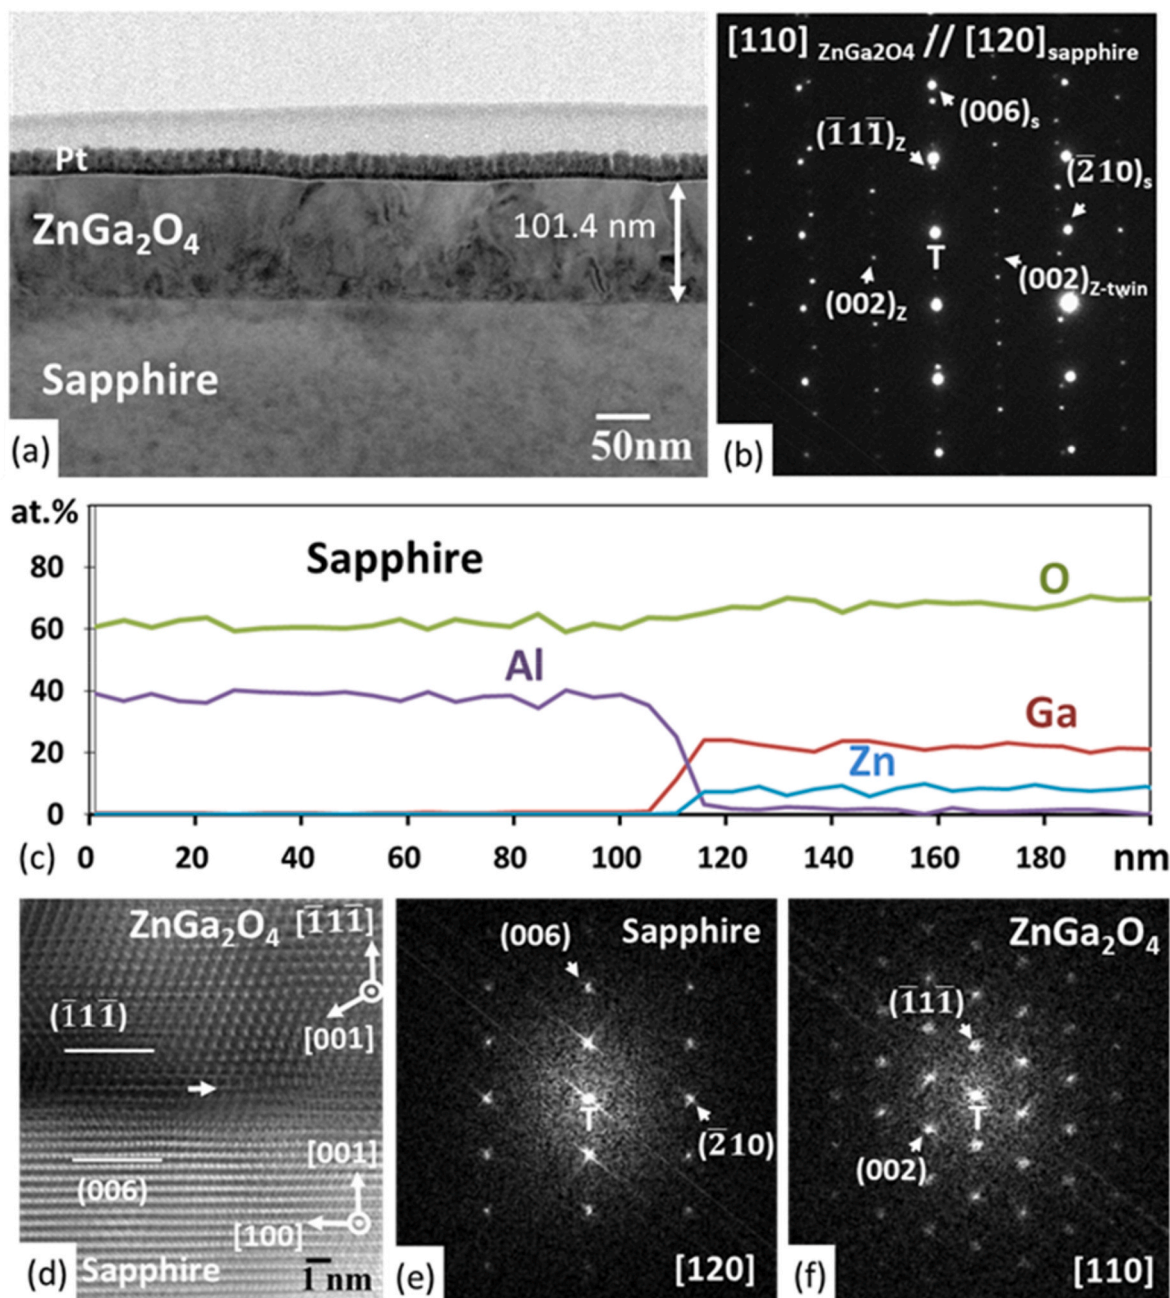 Pt
ZnGa₂O₄
101.4 nm
Sapphire
50nm
(a)
[110] ZnGa2O4 // [120]sapphire
(006)s
(1̅11̅)Z
(2̅10)s
T
(002)Z
(002)Z-twin
(b)
at.%
80
60
40
20
0
Sapphire
O
Al
Ga
Zn
0 20 40 60 80 100 120 140 160 180 nm
(c)
ZnGa₂O₄ [1̅11̅]
[001]
(1̅11̅)
[001]
(006)
[100]
(d) Sapphire 1 nm
Sapphire
(006)
T
(2̅10)
(e) [120]
ZnGa₂O₄
(1̅11̅)
T
(002)
(f) [110]